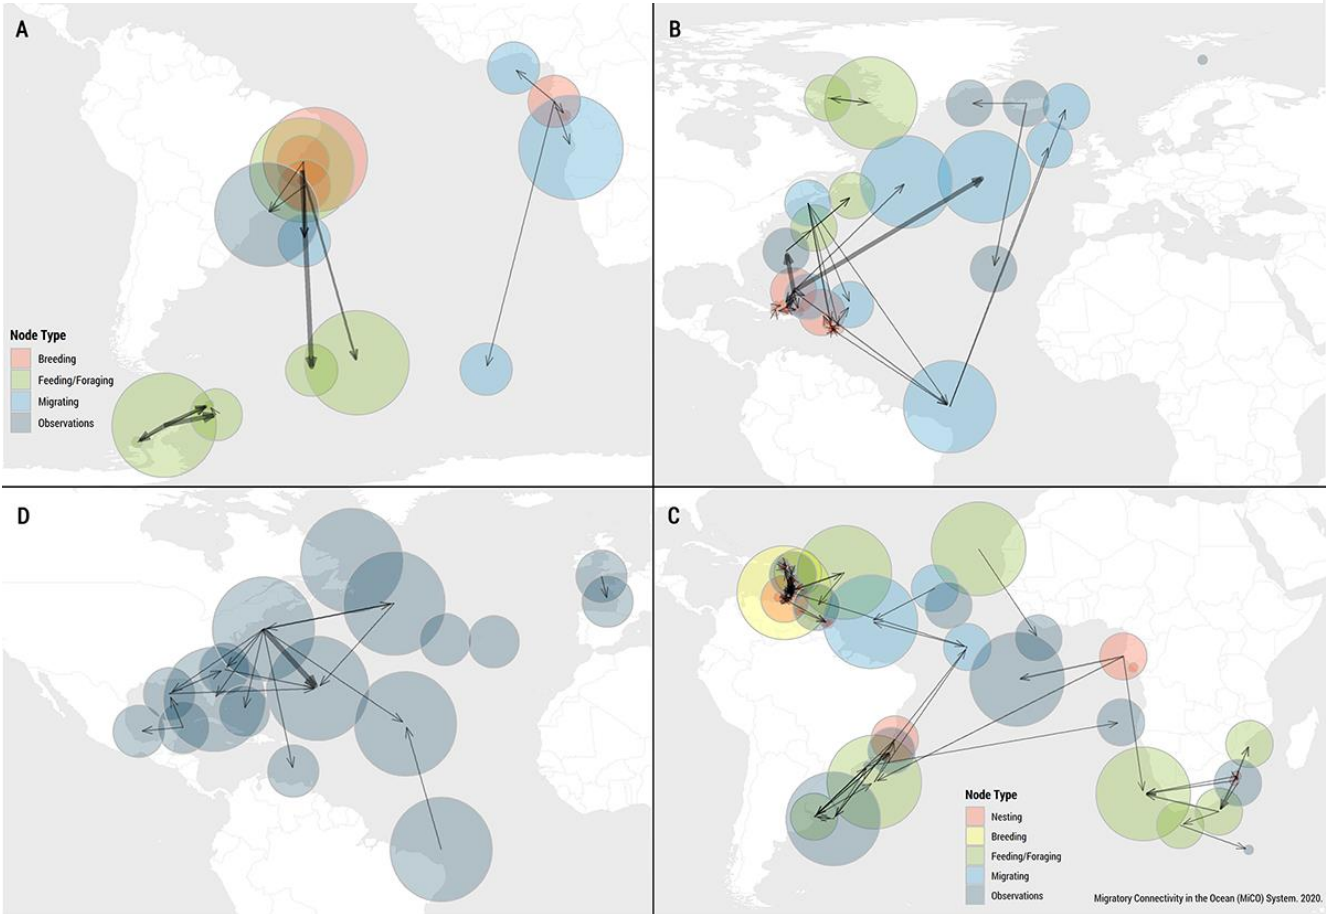 A
B
Node Type
Breeding
Feeding/Foraging
Migrating
Observations
D
C
Node Type
Nesting
Breeding
Feeding/Foraging
Migrating
Observations
Migratory Connectivity in the Ocean (MiCO) System. 2020.